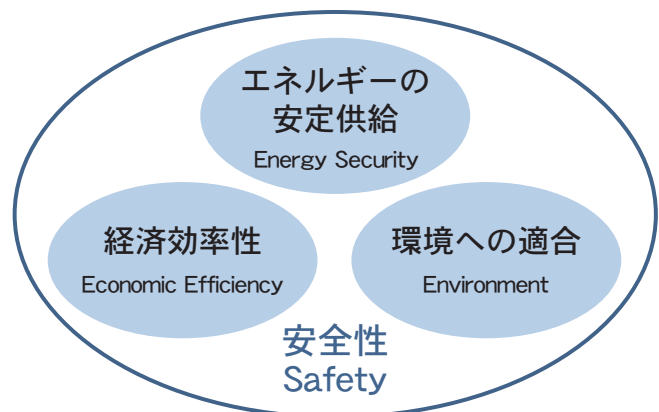 エネルギーの
安定供給
Energy Security
経済効率性
Economic Efficiency
環境への適合
Environment
安全性
Safety